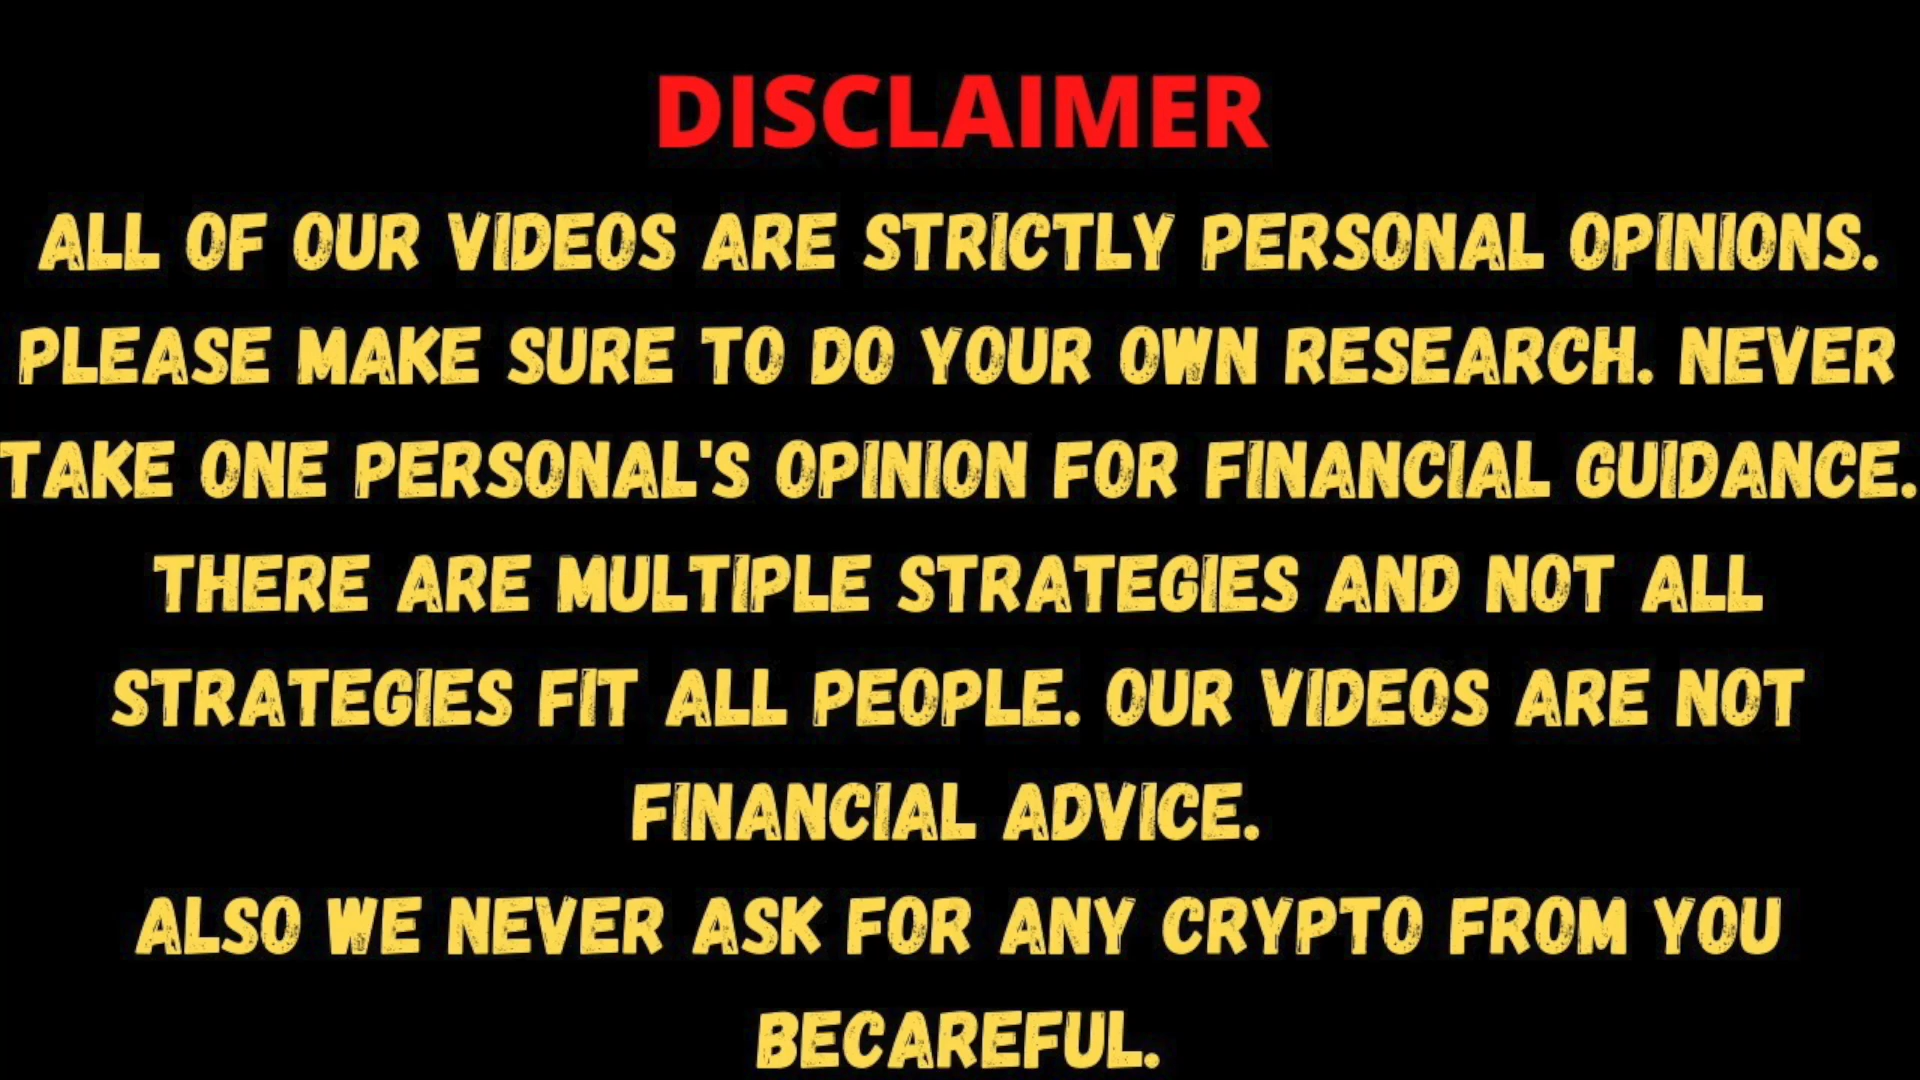 DISCLAIMER
ALL OF OUR VIDEOS ARE STRICTLY PERSONAL OPINIONS.
PLEASE MAKE SURE TO DO YOUR OWN RESEARCH. NEVER
TAKE ONE PERSONAL'S OPINION FOR FINANCIAL GUIDANCE.
THERE ARE MULTIPLE STRATEGIES AND NOT ALL
STRATEGIES FIT ALL PEOPLE. OUR VIDEOS ARE NOT
FINANCIAL ADVICE.
ALSO WE NEVER ASK FOR ANY CRYPTO FROM YOU
BECAREFUL.